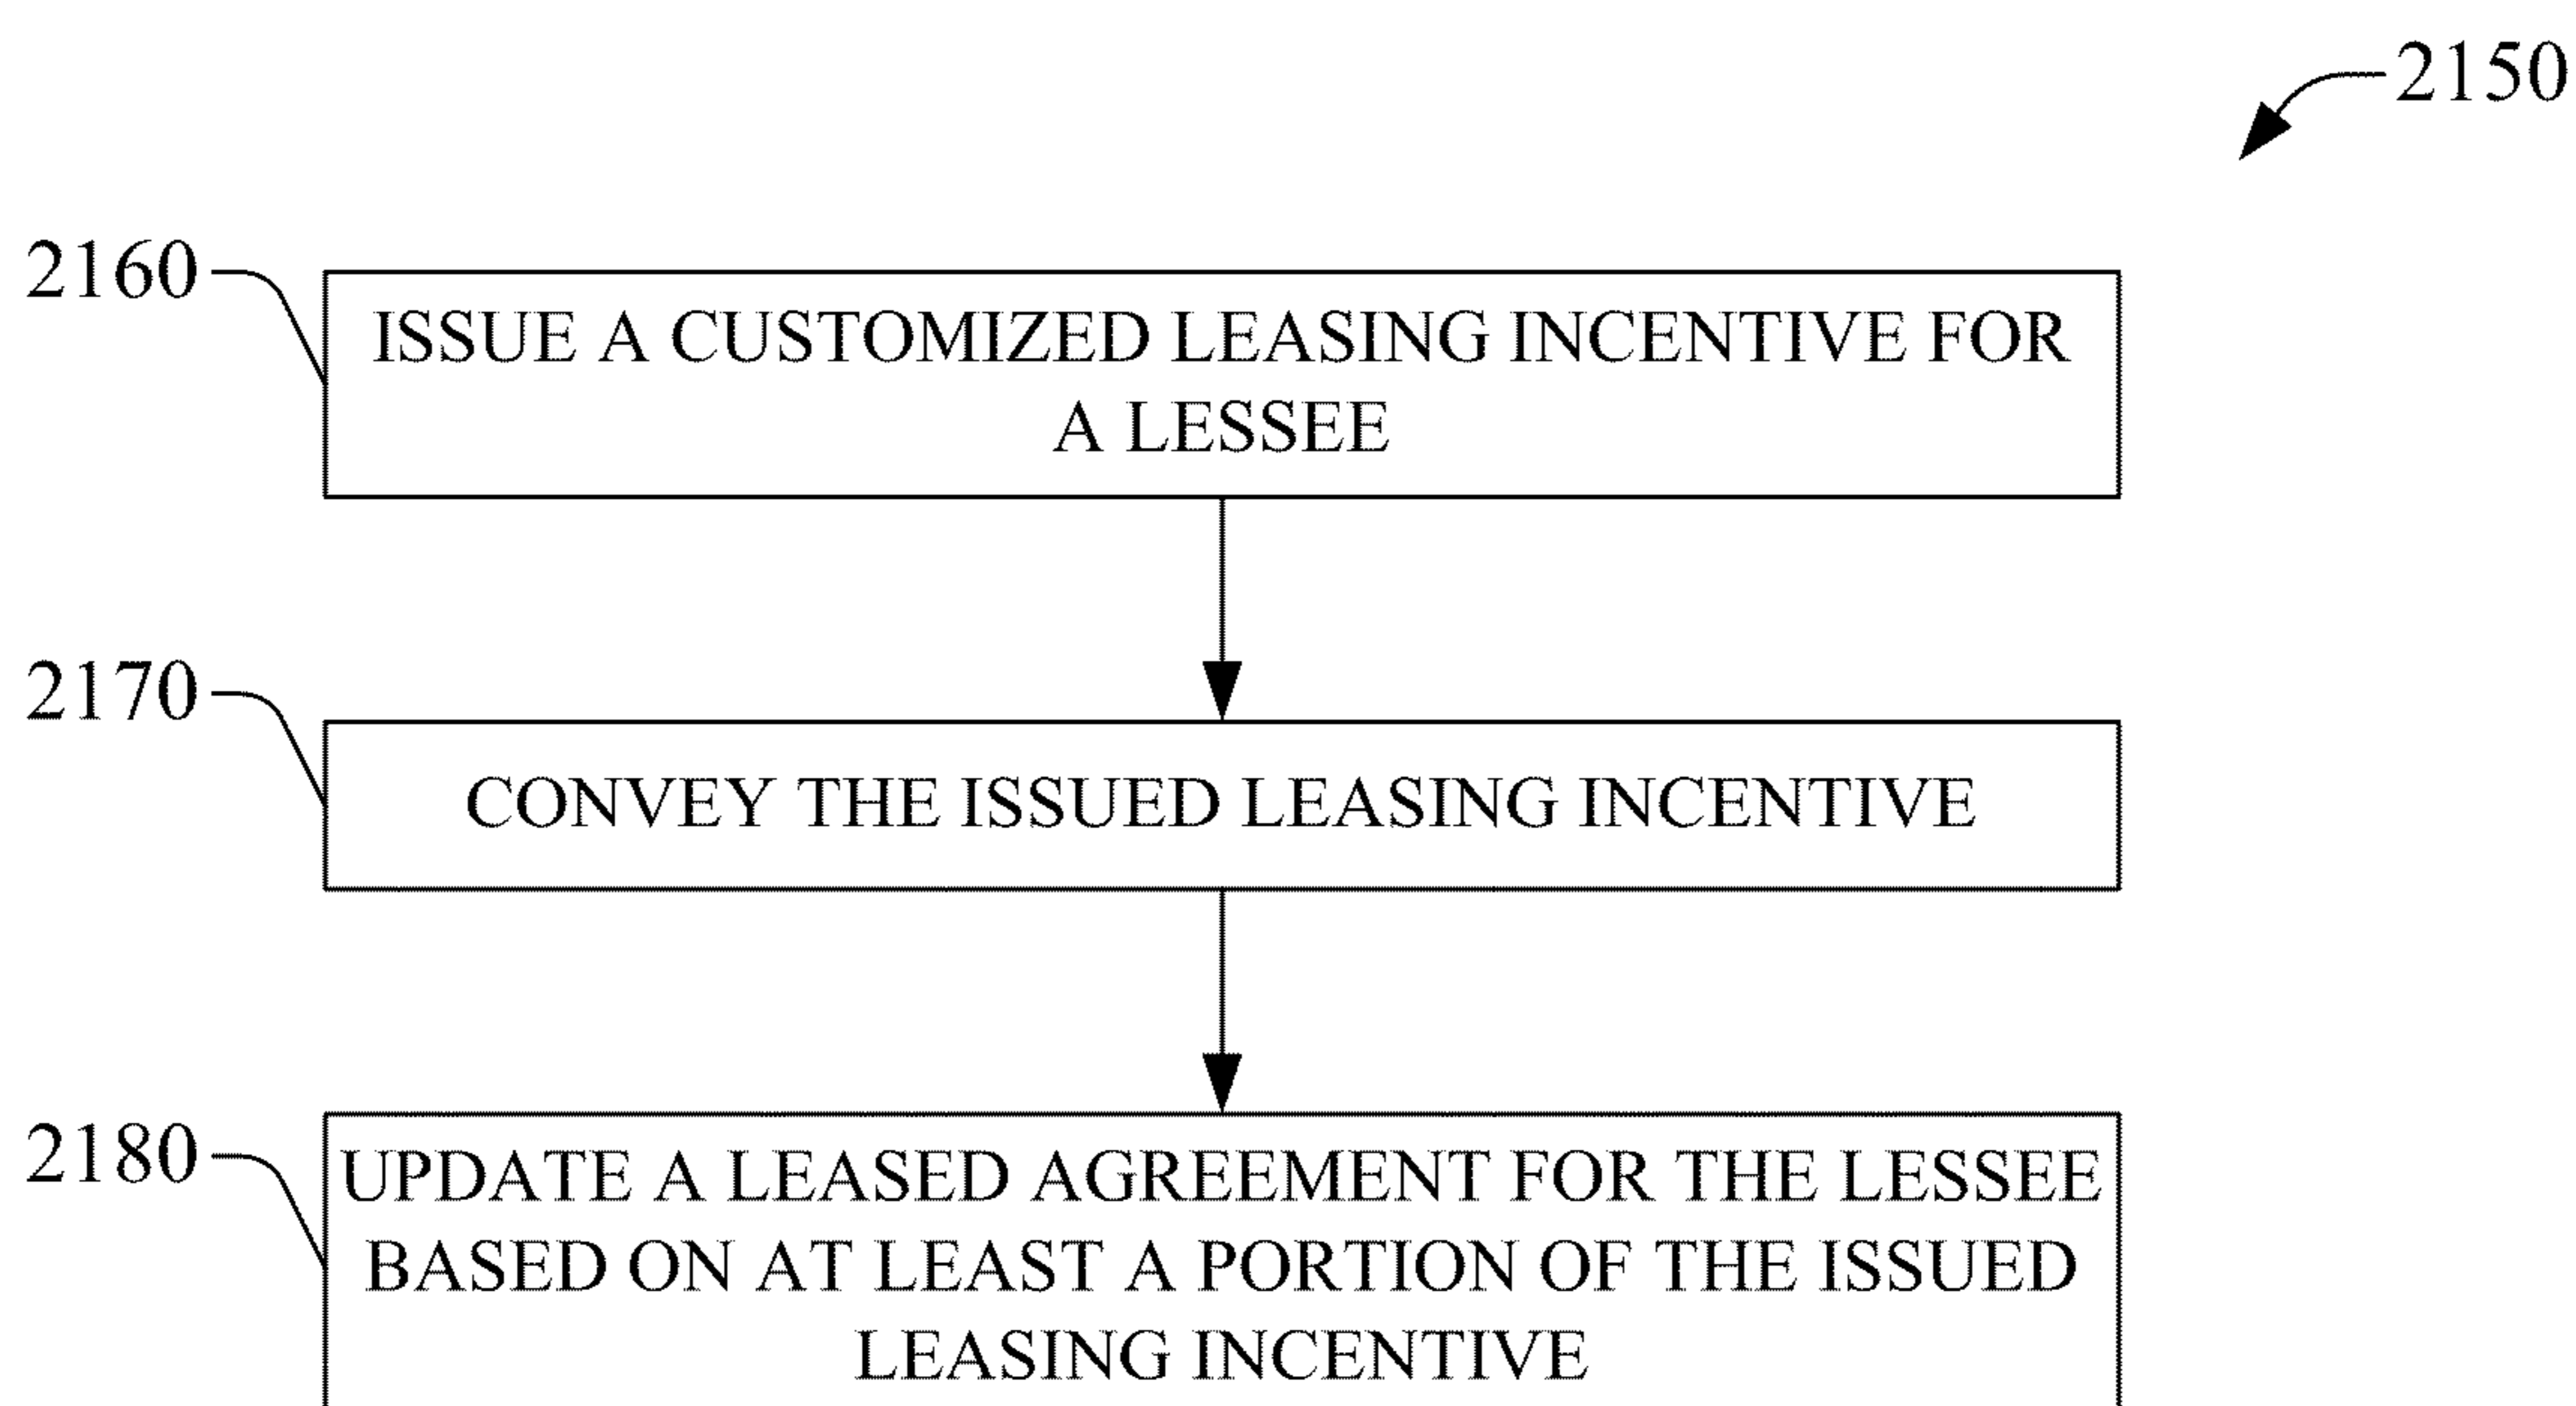 2150
2160
ISSUE A CUSTOMIZED LEASING INCENTIVE FOR
A LESSEE
2170
CONVEY THE ISSUED LEASING INCENTIVE
2180
UPDATE A LEASED AGREEMENT FOR THE LESSEE
BASED ON AT LEAST A PORTION OF THE ISSUED
LEASING INCENTIVE